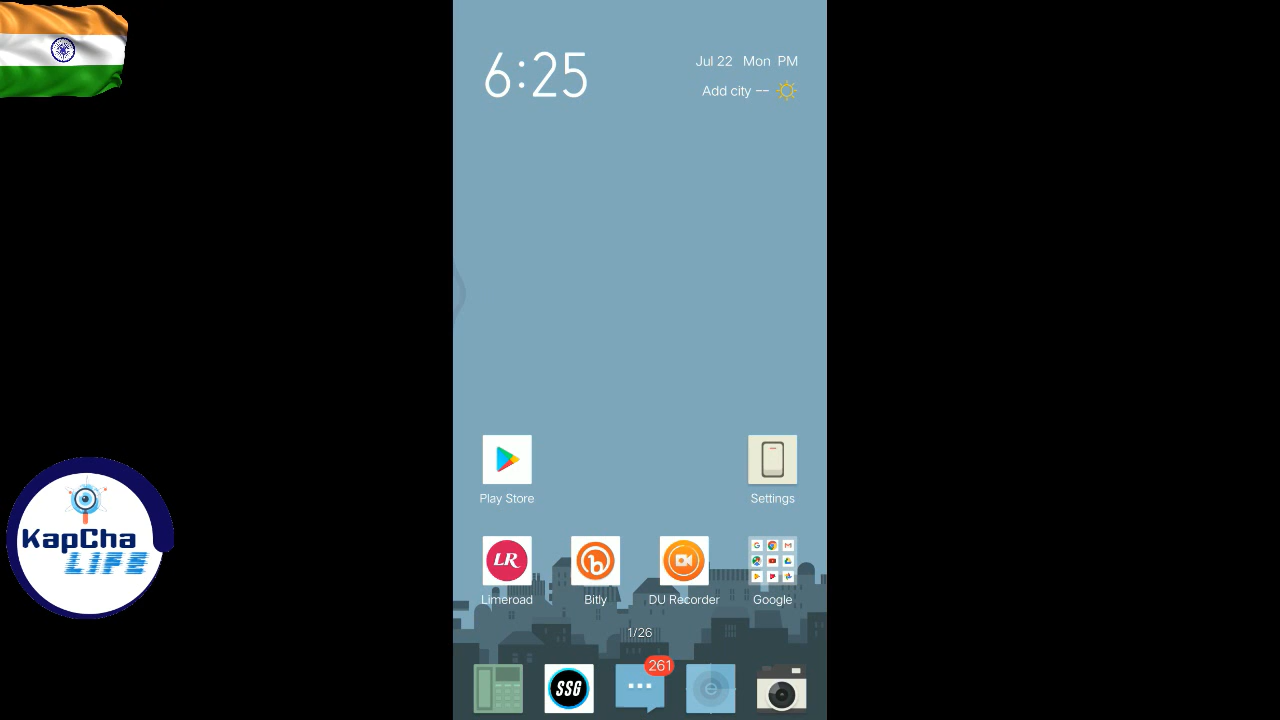 6:25
Jul 22 Mon PM
Add city --
Play Store
Settings
LR
Limeroad
Bitly
DU Recorder
Google
1/26
SSG
261
KapCha
LIFE